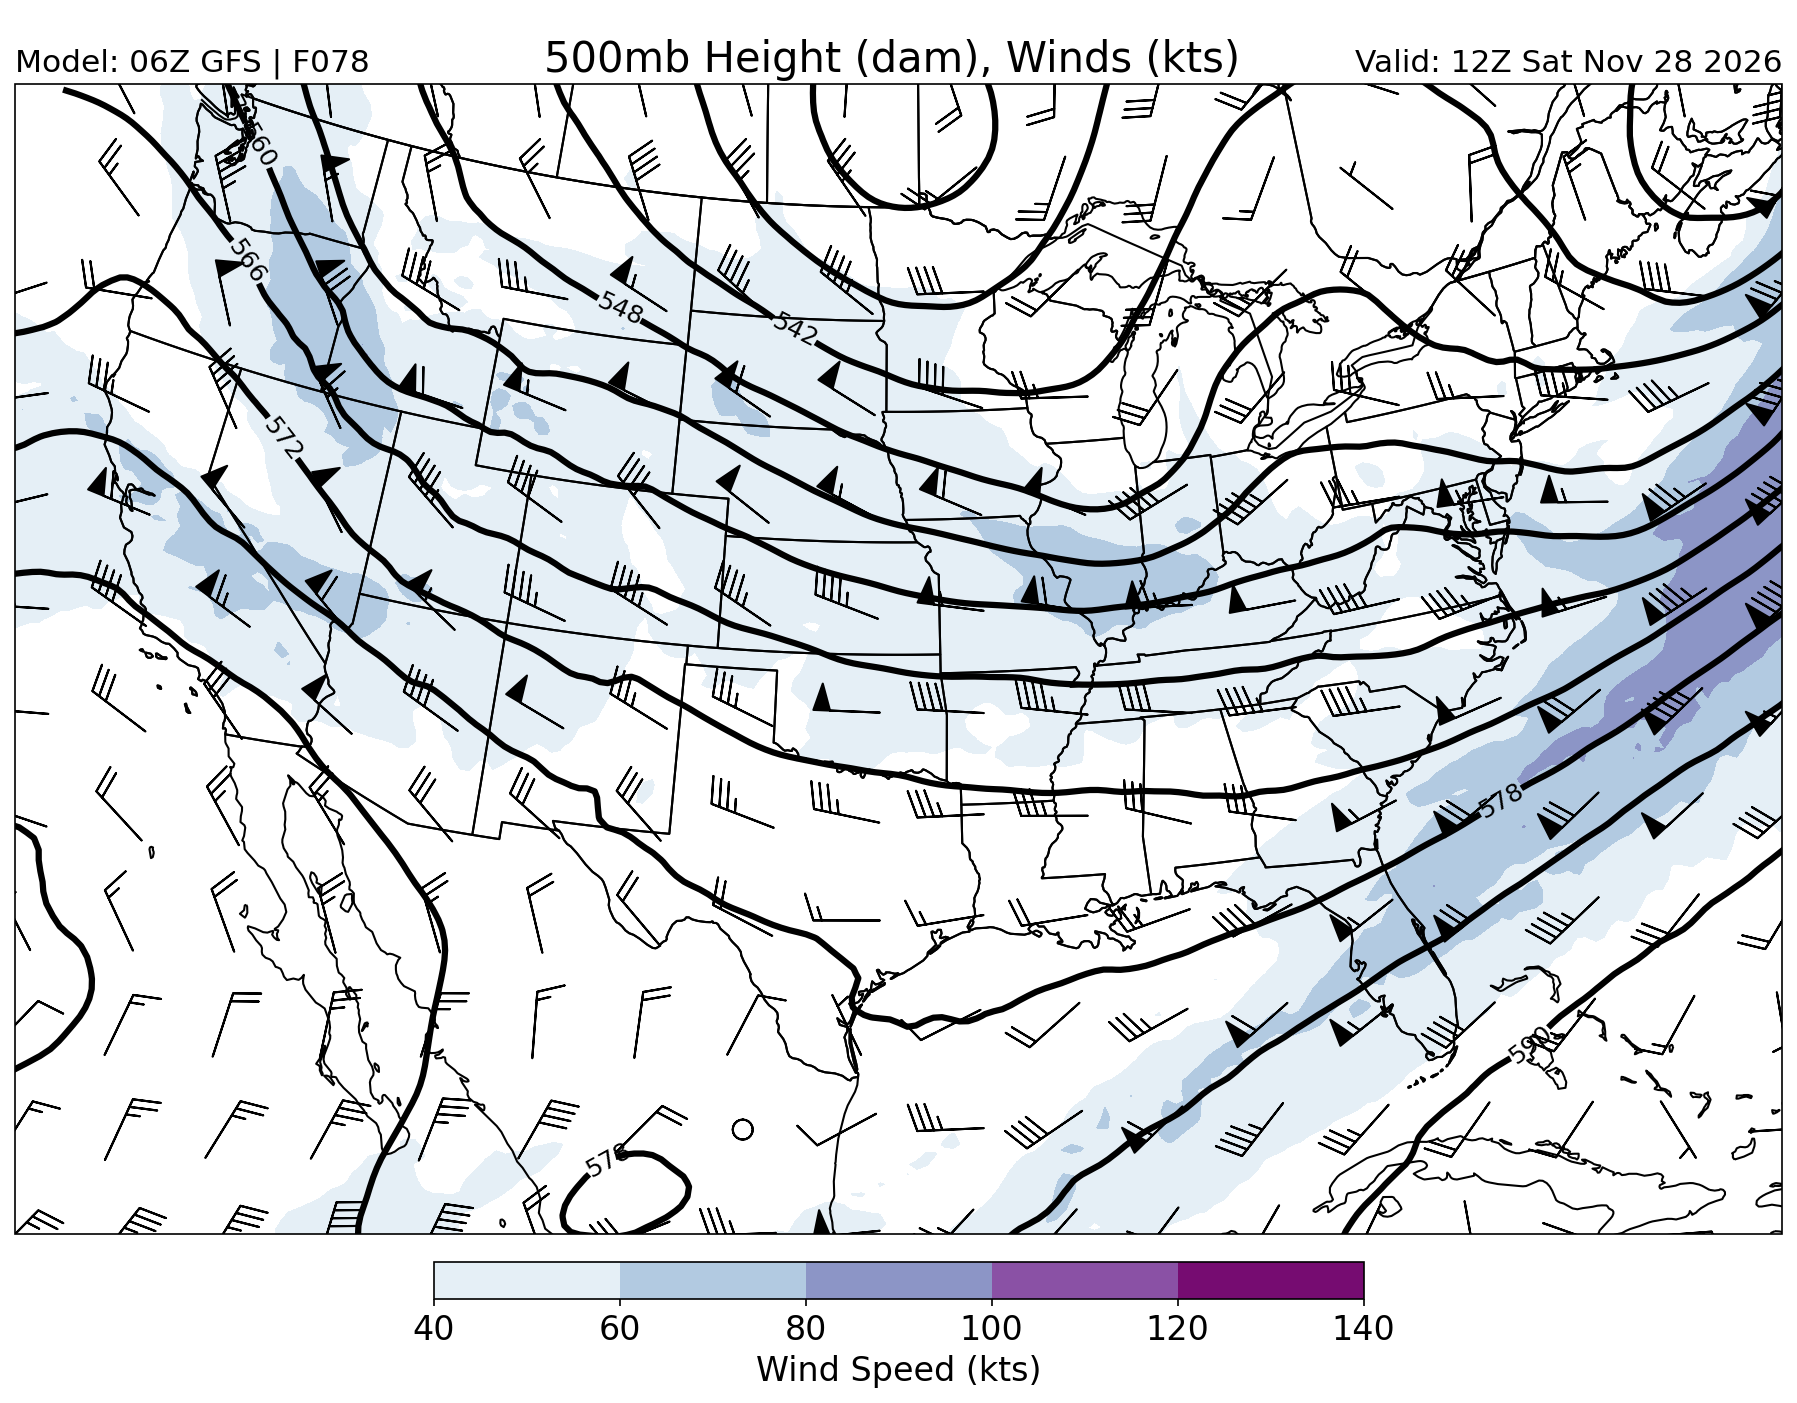 500mb Height (dam), Winds (kts)
Model: 06Z GFS | F078
Valid: 12Z Sat Nov 28 2026
560
566
548
542
572
578
590
40 60 80 100 120 140
Wind Speed (kts)